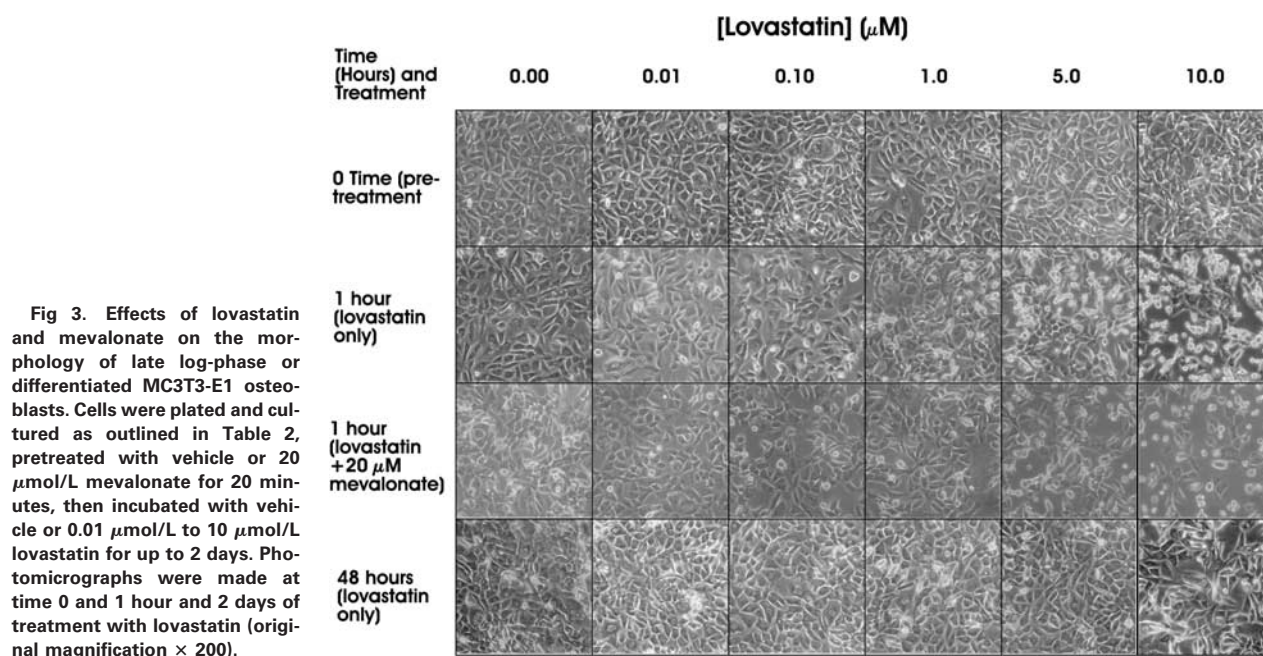 [Lovastatin] (μM)
Time
(Hours) and
Treatment
0.00 0.01 0.10 1.0 5.0 10.0
0 Time (pre-
treatment
1 hour
(lovastatin
only)
1 hour
(lovastatin
+20 μM
mevalonate)
48 hours
(lovastatin
only)
Fig 3. Effects of lovastatin
and mevalonate on the mor-
phology of late log-phase or
differentiated MC3T3-E1 osteo-
blasts. Cells were plated and cul-
tured as outlined in Table 2,
pretreated with vehicle or 20
μmol/L mevalonate for 20 min-
utes, then incubated with vehi-
cle or 0.01 μmol/L to 10 μmol/L
lovastatin for up to 2 days. Pho-
tomicrographs were made at
time 0 and 1 hour and 2 days of
treatment with lovastatin (origi-
nal magnification × 200).